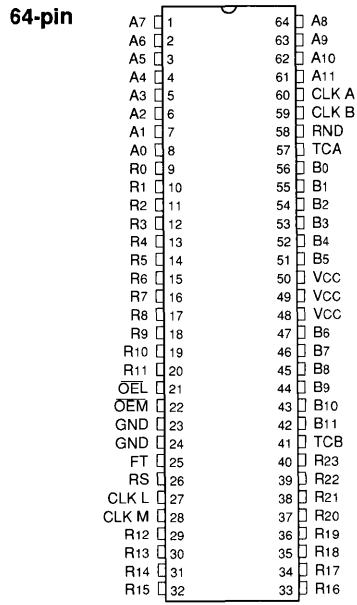 64-pin
A7 1 64 A8
A6 2 63 A9
A5 3 62 A10
A4 4 61 A11
A3 5 60 CLK A
A2 6 59 CLK B
A1 7 58 RND
A0 8 57 TCA
R0 9 56 B0
R1 10 55 B1
R2 11 54 B2
R3 12 53 B3
R4 13 52 B4
R5 14 51 B5
R6 15 50 VCC
R7 16 49 VCC
R8 17 48 VCC
R9 18 47 B6
R10 19 46 B7
R11 20 45 B8
O̅E̅L̅ 21 44 B9
O̅E̅M̅ 22 43 B10
GND 23 42 B11
GND 24 41 TCB
FT 25 40 R23
RS 26 39 R22
CLK L 27 38 R21
CLK M 28 37 R20
R12 29 36 R19
R13 30 35 R18
R14 31 34 R17
R15 32 33 R16